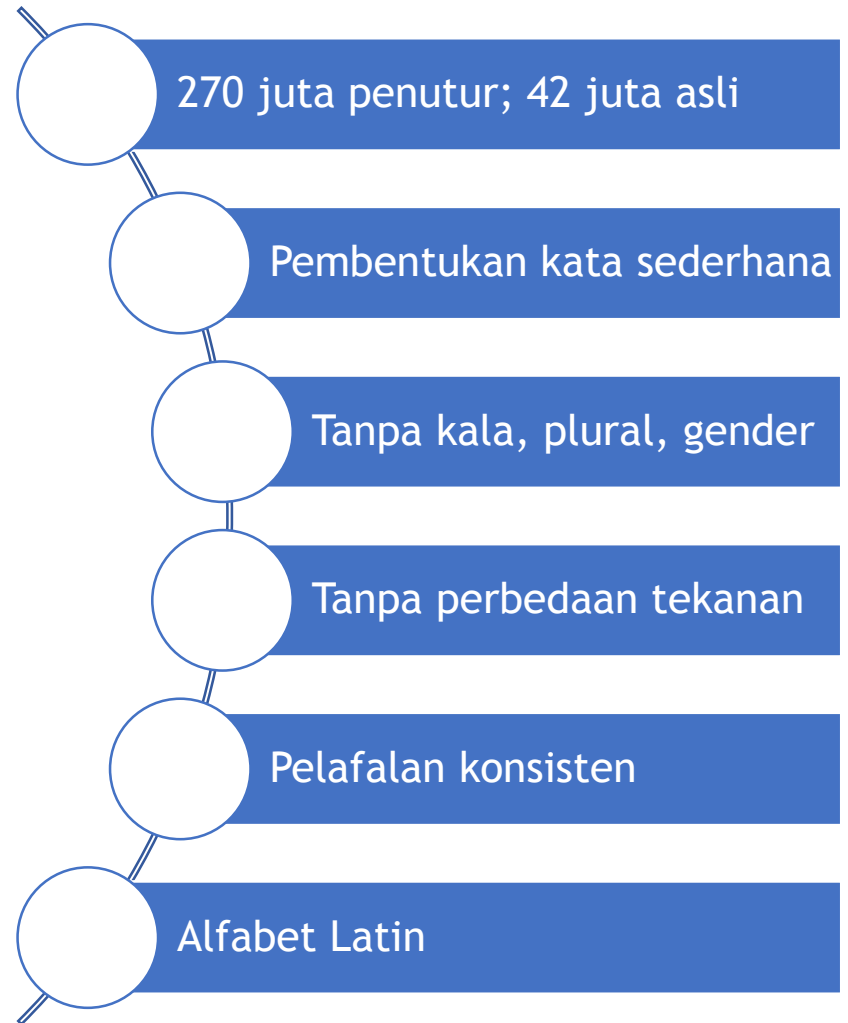 270 juta penutur; 42 juta asli
Pembentukan kata sederhana
Tanpa kala, plural, gender
Tanpa perbedaan tekanan
Pelafalan konsisten
Alfabet Latin